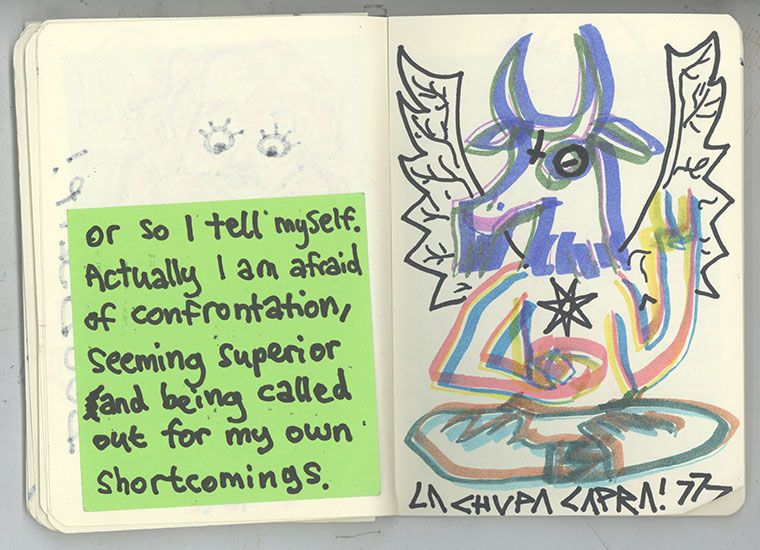 or so I tell myself.
Actually I am afraid
of confrontation,
seeming superior
and being called
out for my own
shortcomings.
LA CHUPA CAPRA!